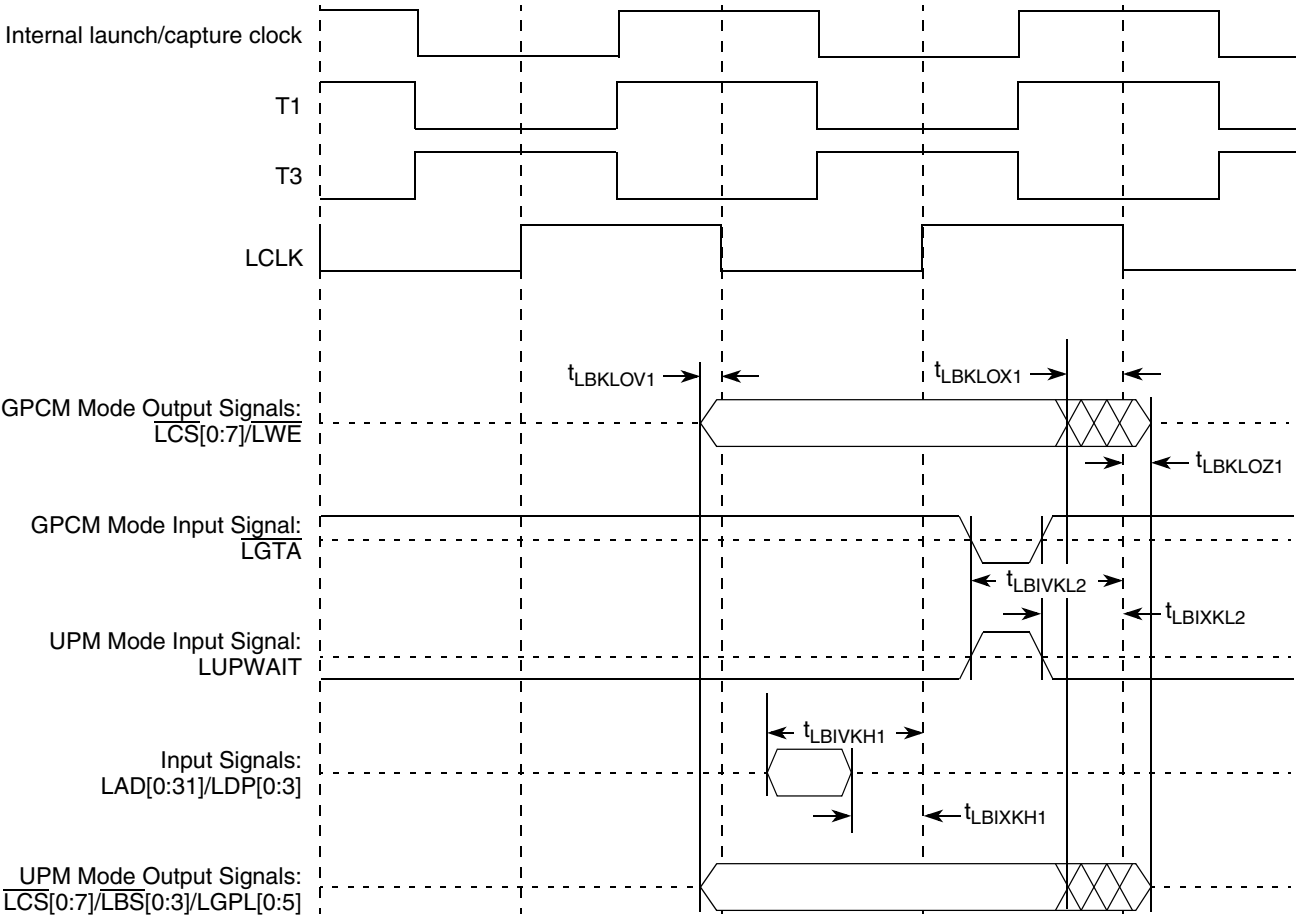 Internal launch/capture clock
T1
T3
LCLK
tLBKLOV1
tLBKLOX1
GPCM Mode Output Signals:
LCS[0:7]/LWE
tLBKLOZ1
GPCM Mode Input Signal:
LGTA
tLBIVKL2
tLBIXKL2
UPM Mode Input Signal:
LUPWAIT
tLBIVKH1
Input Signals:
LAD[0:31]/LDP[0:3]
tLBIXKH1
UPM Mode Output Signals:
LCS[0:7]/LBS[0:3]/LGPL[0:5]